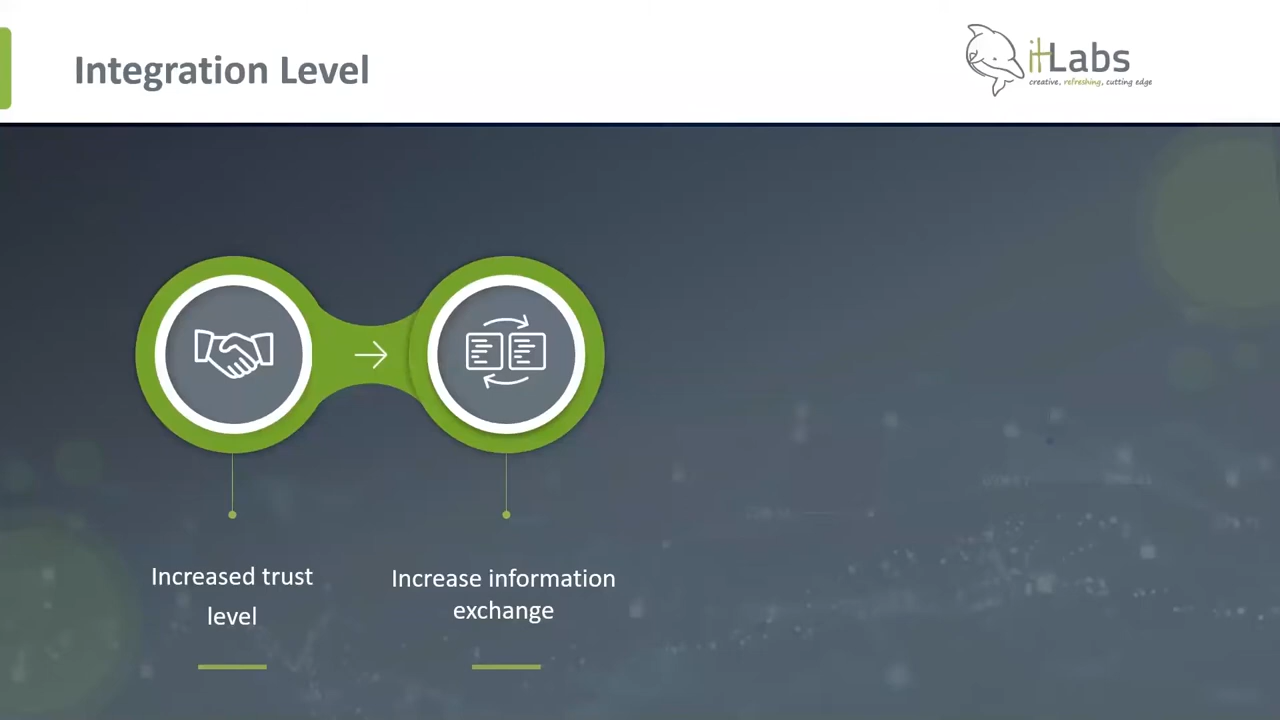 Integration Level
itLabs
creative, refreshing, cutting edge
Increased trust
level
Increase information
exchange